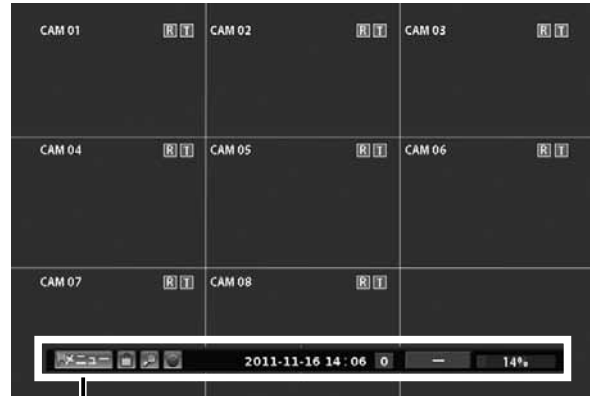 CAM 01 R T CAM 02 R T CAM 03 R T
CAM 04 R T CAM 05 R T CAM 06 R T
CAM 07 R T CAM 08 R T
メニュー 2011-11-16 14:06 0 — 14%